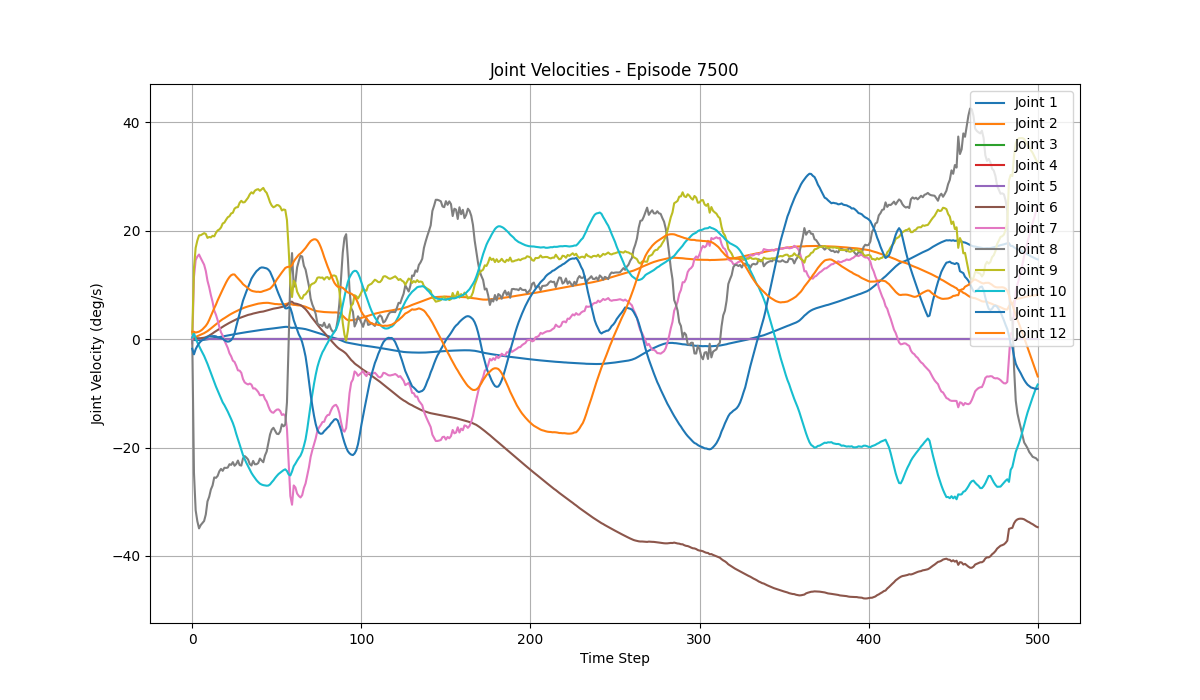 Joint Velocities - Episode 7500
Joint Velocity (deg/s)
40
20
0
−20
−40
0
100
200
300
400
500
Time Step
Joint 1
Joint 2
Joint 3
Joint 4
Joint 5
Joint 6
Joint 7
Joint 8
Joint 9
Joint 10
Joint 11
Joint 12